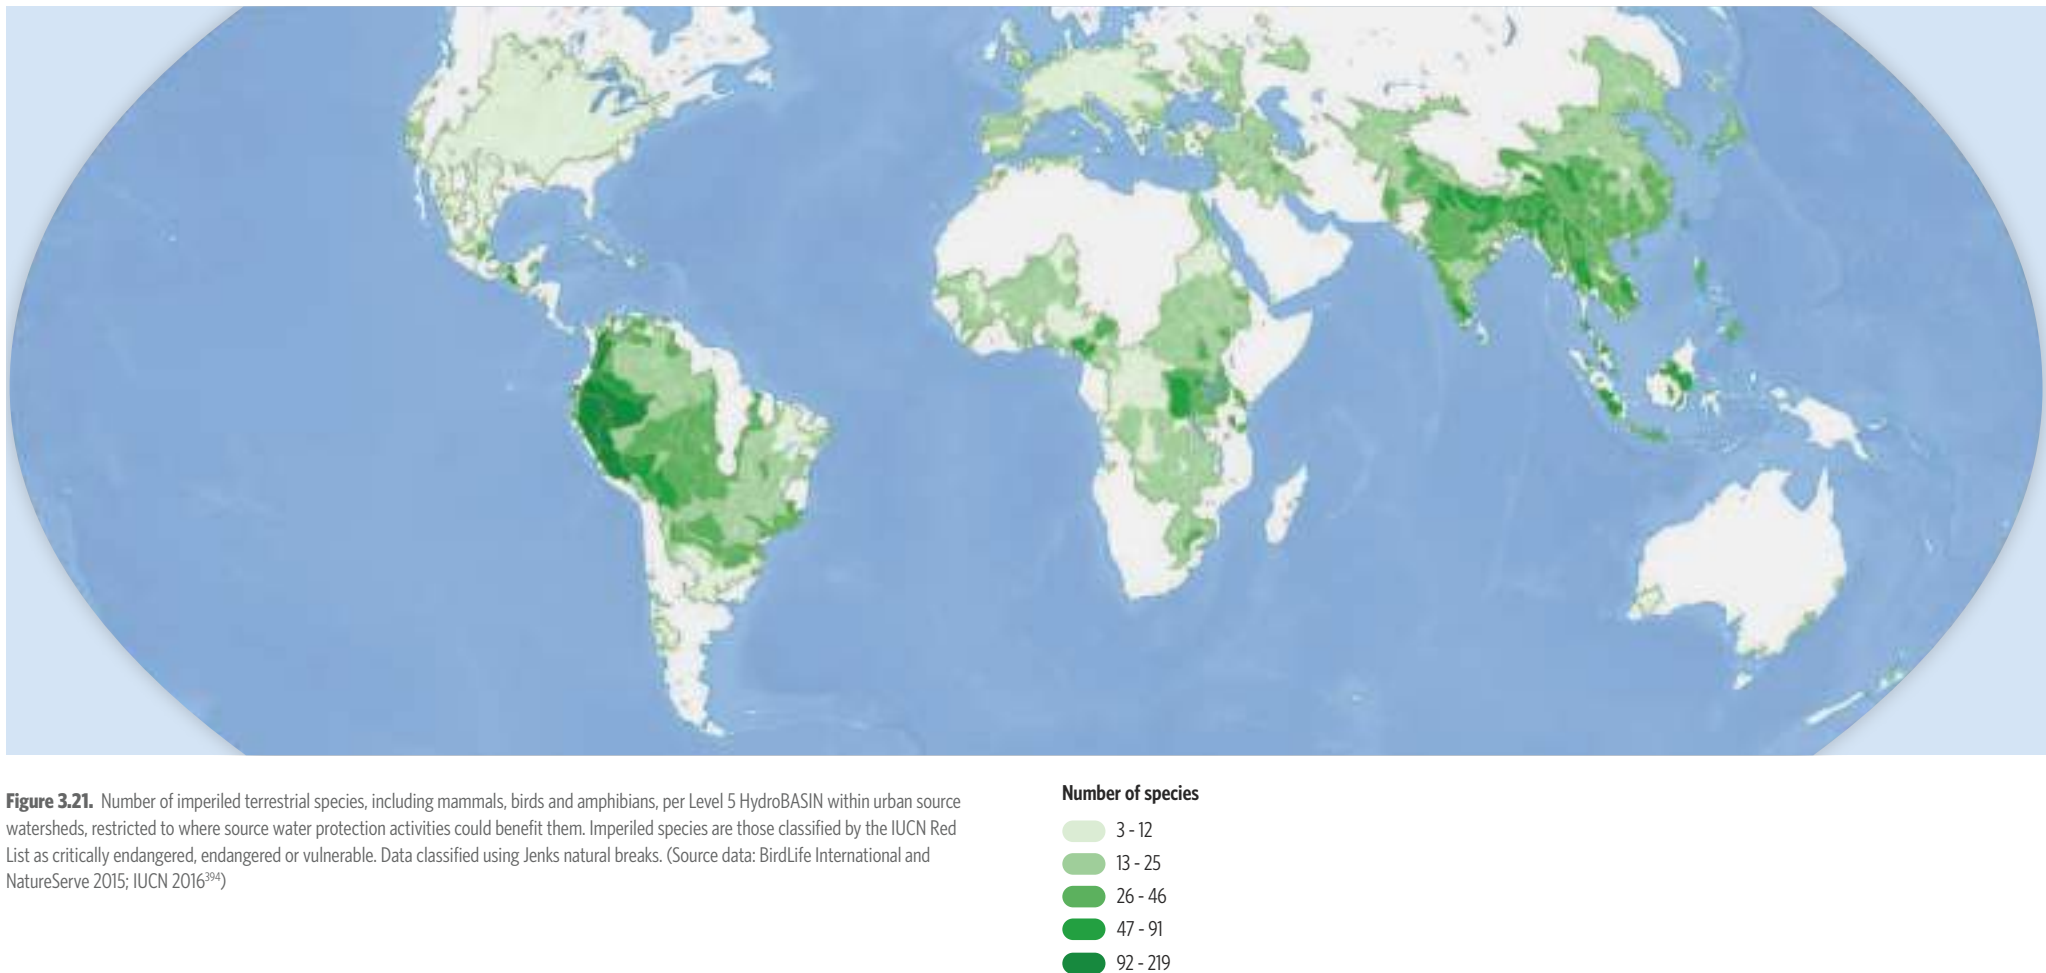 Figure 3.21. Number of imperiled terrestrial species, including mammals, birds and amphibians, per Level 5 HydroBASIN within urban source
watersheds, restricted to where source water protection activities could benefit them. Imperiled species are those classified by the IUCN Red
List as critically endangered, endangered or vulnerable. Data classified using Jenks natural breaks. (Source data: BirdLife International and
NatureServe 2015; IUCN 2016394)
Number of species
3 - 12
13 - 25
26 - 46
47 - 91
92 - 219